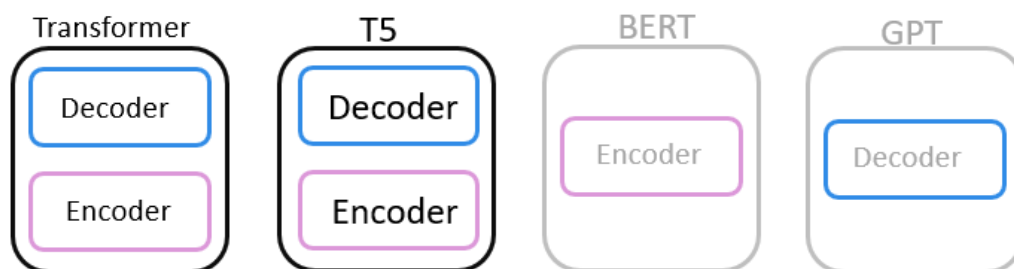 Transformer
T5
BERT
GPT
Decoder
Decoder
Encoder
Decoder
Encoder
Encoder